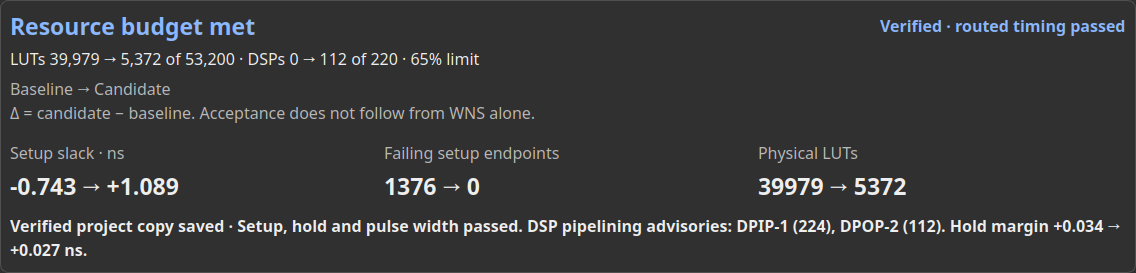 Resource budget met
Verified · routed timing passed
LUTs 39,979 → 5,372 of 53,200 · DSPs 0 → 112 of 220 · 65% limit
Baseline → Candidate
Δ = candidate − baseline. Acceptance does not follow from WNS alone.
Setup slack · ns
Failing setup endpoints
Physical LUTs
-0.743 → +1.089
1376 → 0
39979 → 5372
Verified project copy saved · Setup, hold and pulse width passed. DSP pipelining advisories: DPIP-1 (224), DPOP-2 (112). Hold margin +0.034 →
+0.027 ns.